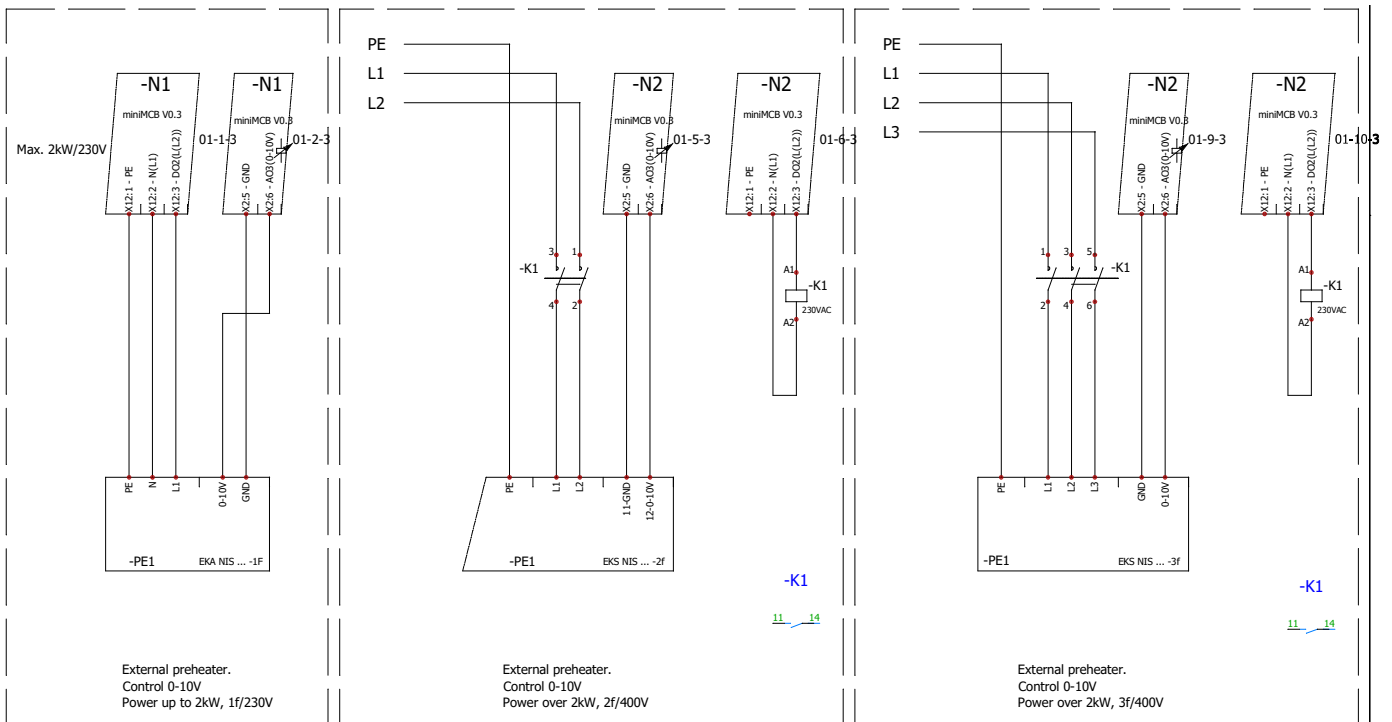 -N1
miniMCB V0.3
01-1-3
Max. 2kW/230V
X12:1 - PE
X12:2 - N(L1)
X12:3 - DO2(L(L2))
-N1
miniMCB V0.3
01-2-3
X2:5 - GND
X2:6 - AO3(0-10V)
PE
N
L1
0-10V
GND
-PE1
EKA NIS ... -1F
External preheater.
Control 0-10V
Power up to 2kW, 1f/230V
PE
L1
L2
-N2
miniMCB V0.3
01-5-3
X2:5 - GND
X2:6 - AO3(0-10V)
-N2
miniMCB V0.3
01-6-3
X12:1 - PE
X12:2 - N(L1)
X12:3 - DO2(L(L2))
3
1
-K1
4
2
A1
-K1
230VAC
A2
PE
L1
L2
11-GND
12-0-10V
-PE1
EKS NIS ... -2f
-K1
11
14
External preheater.
Control 0-10V
Power over 2kW, 2f/400V
PE
L1
L2
L3
-N2
miniMCB V0.3
01-9-3
X2:5 - GND
X2:6 - AO3(0-10V)
-N2
miniMCB V0.3
01-10-3
X12:1 - PE
X12:2 - N(L1)
X12:3 - DO2(L(L2))
1
3
5
-K1
2
4
6
A1
-K1
230VAC
A2
PE
L1
L2
L3
GND
0-10V
-PE1
EKS NIS ... -3f
-K1
11
14
External preheater.
Control 0-10V
Power over 2kW, 3f/400V